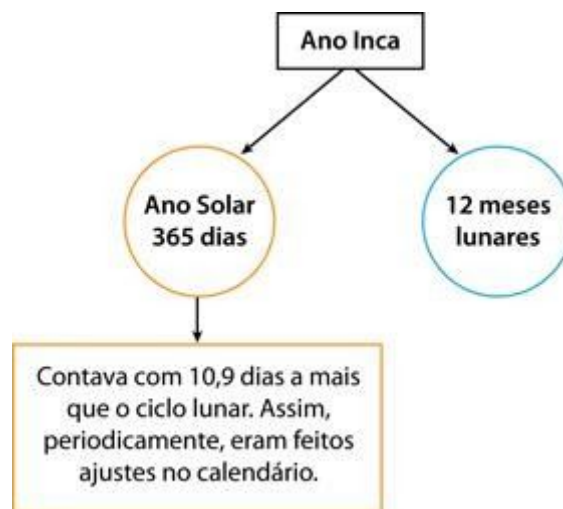 Ano Inca
Ano Solar
365 dias
12 meses
lunares
Contava com 10,9 dias a mais
que o ciclo lunar. Assim,
periodicamente, eram feitos
ajustes no calendário.